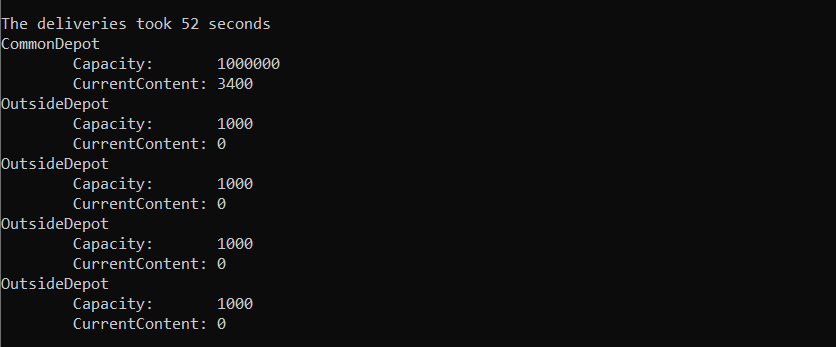 The deliveries took 52 seconds
CommonDepot
Capacity: 1000000
CurrentContent: 3400
OutsideDepot
Capacity: 1000
CurrentContent: 0
OutsideDepot
Capacity: 1000
CurrentContent: 0
OutsideDepot
Capacity: 1000
CurrentContent: 0
OutsideDepot
Capacity: 1000
CurrentContent: 0